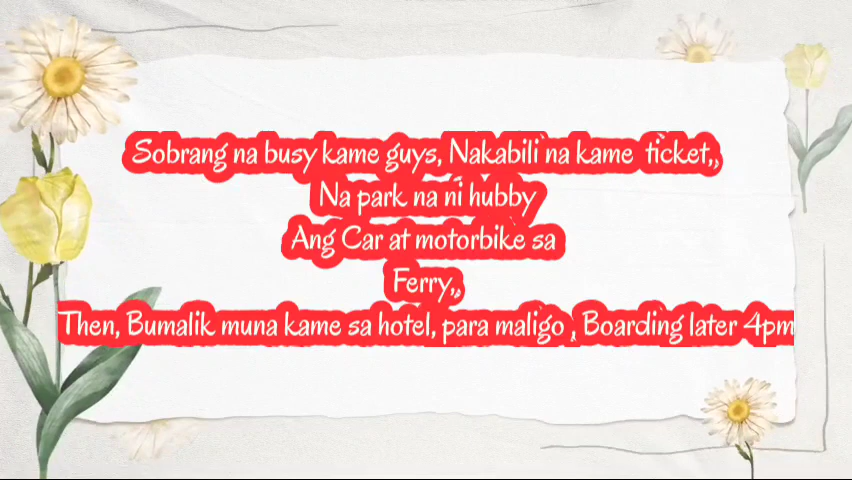 Sobrang na busy kame guys, Nakabili na kame ticket,,
Na park na ni hubby
Ang Car at motorbike sa
Ferry,,
Then, Bumalik muna kame sa hotel, para maligo , Boarding later 4pm